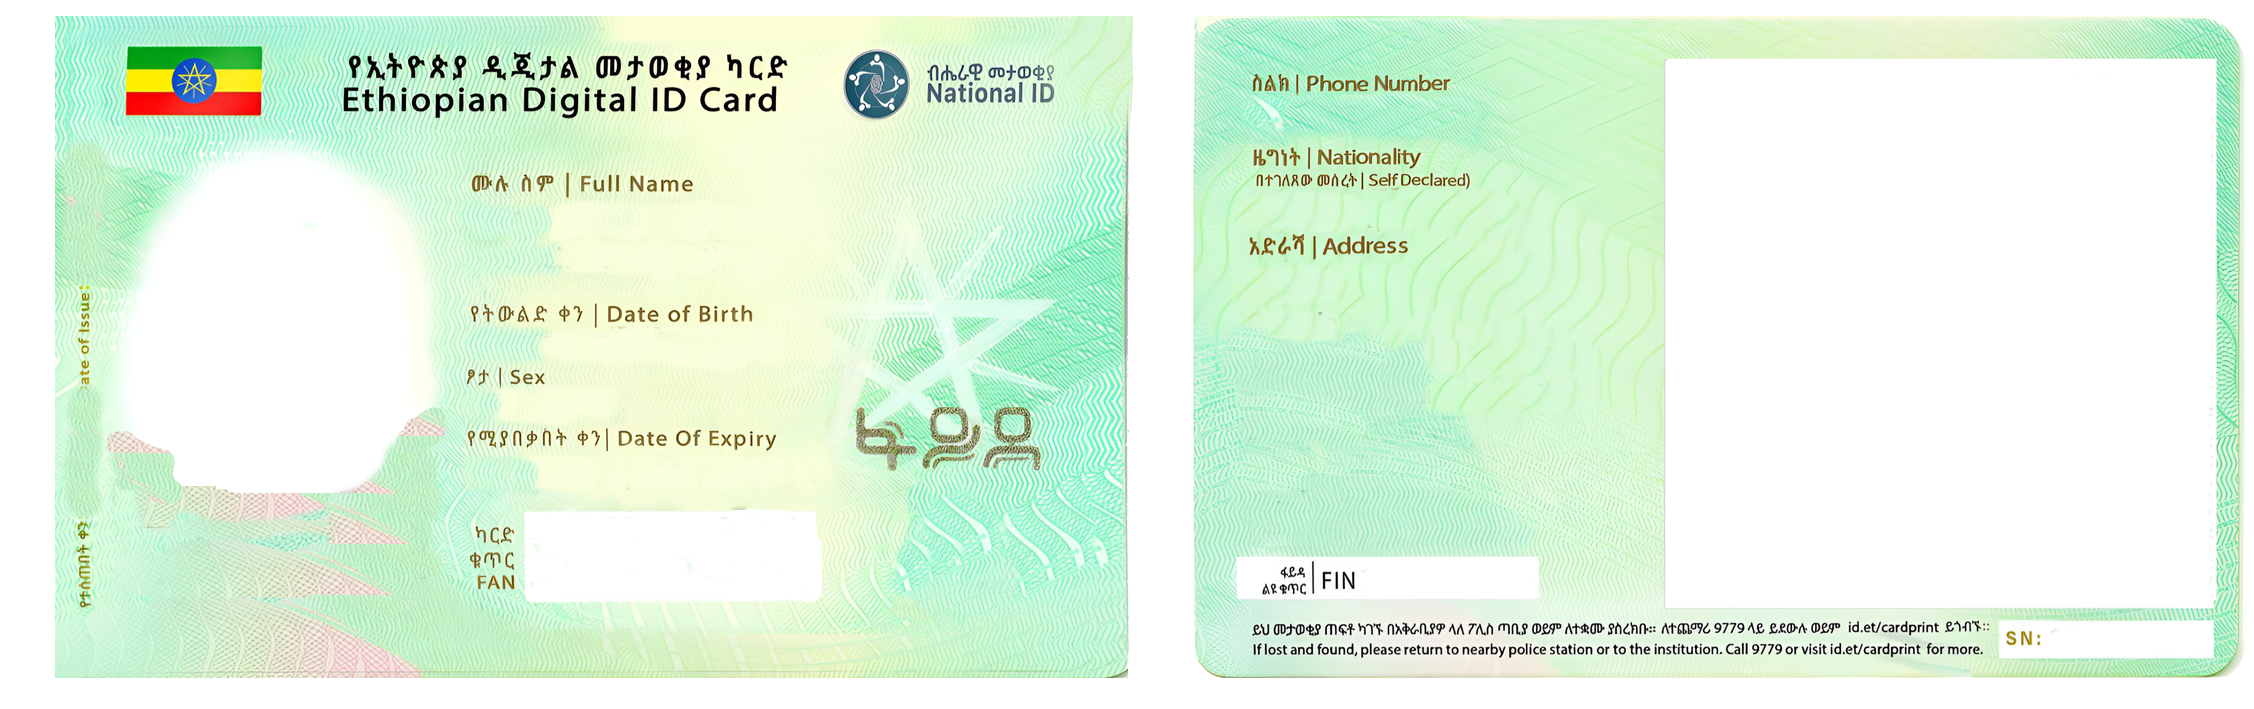 የኢትዮጵያ ዲጂታል መታወቂያ ካርድ
Ethiopian Digital ID Card
ብሔራዊ መታወቂያ
National ID
ሙሉ ስም | Full Name
የትውልድ ቀን | Date of Birth
ፆታ | Sex
የሚያበቃበት ቀን| Date Of Expiry
ፋይዳ
ካርድ
ቁጥር
FAN
ate of Issue:
የተሰጠበት ቀን
ስልክ | Phone Number
ዜግነት | Nationality
በተገለጸው መሰረት | Self Declared)
አድራሻ | Address
ፋይዳ
ልዩ ቁጥር | FIN
ይህ መታወቂያ ጠፍቶ ካገኙ በአቅራቢያዎ ላለ ፖሊስ ጣቢያ ወይም ለተቋሙ ያስረክቡ። ለተጨማሪ 9779 ላይ ይደውሉ ወይም id.et/cardprint ይጎብኙ።
If lost and found, please return to nearby police station or to the institution. Call 9779 or visit id.et/cardprint for more.
SN: